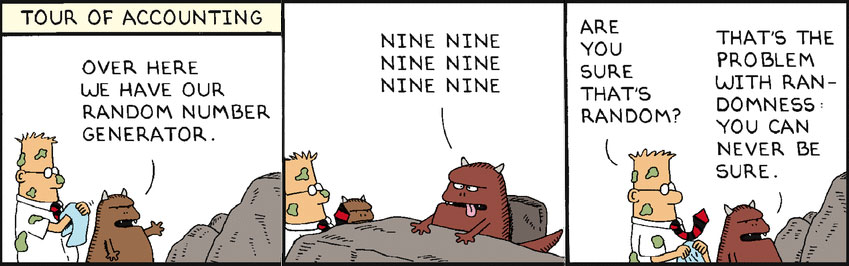 TOUR OF ACCOUNTING
OVER HERE
WE HAVE OUR
RANDOM NUMBER
GENERATOR.
NINE NINE
NINE NINE
NINE NINE
ARE
YOU
SURE
THAT'S
RANDOM?
THAT'S THE
PROBLEM
WITH RAN-
DOMNESS:
YOU CAN
NEVER BE
SURE.